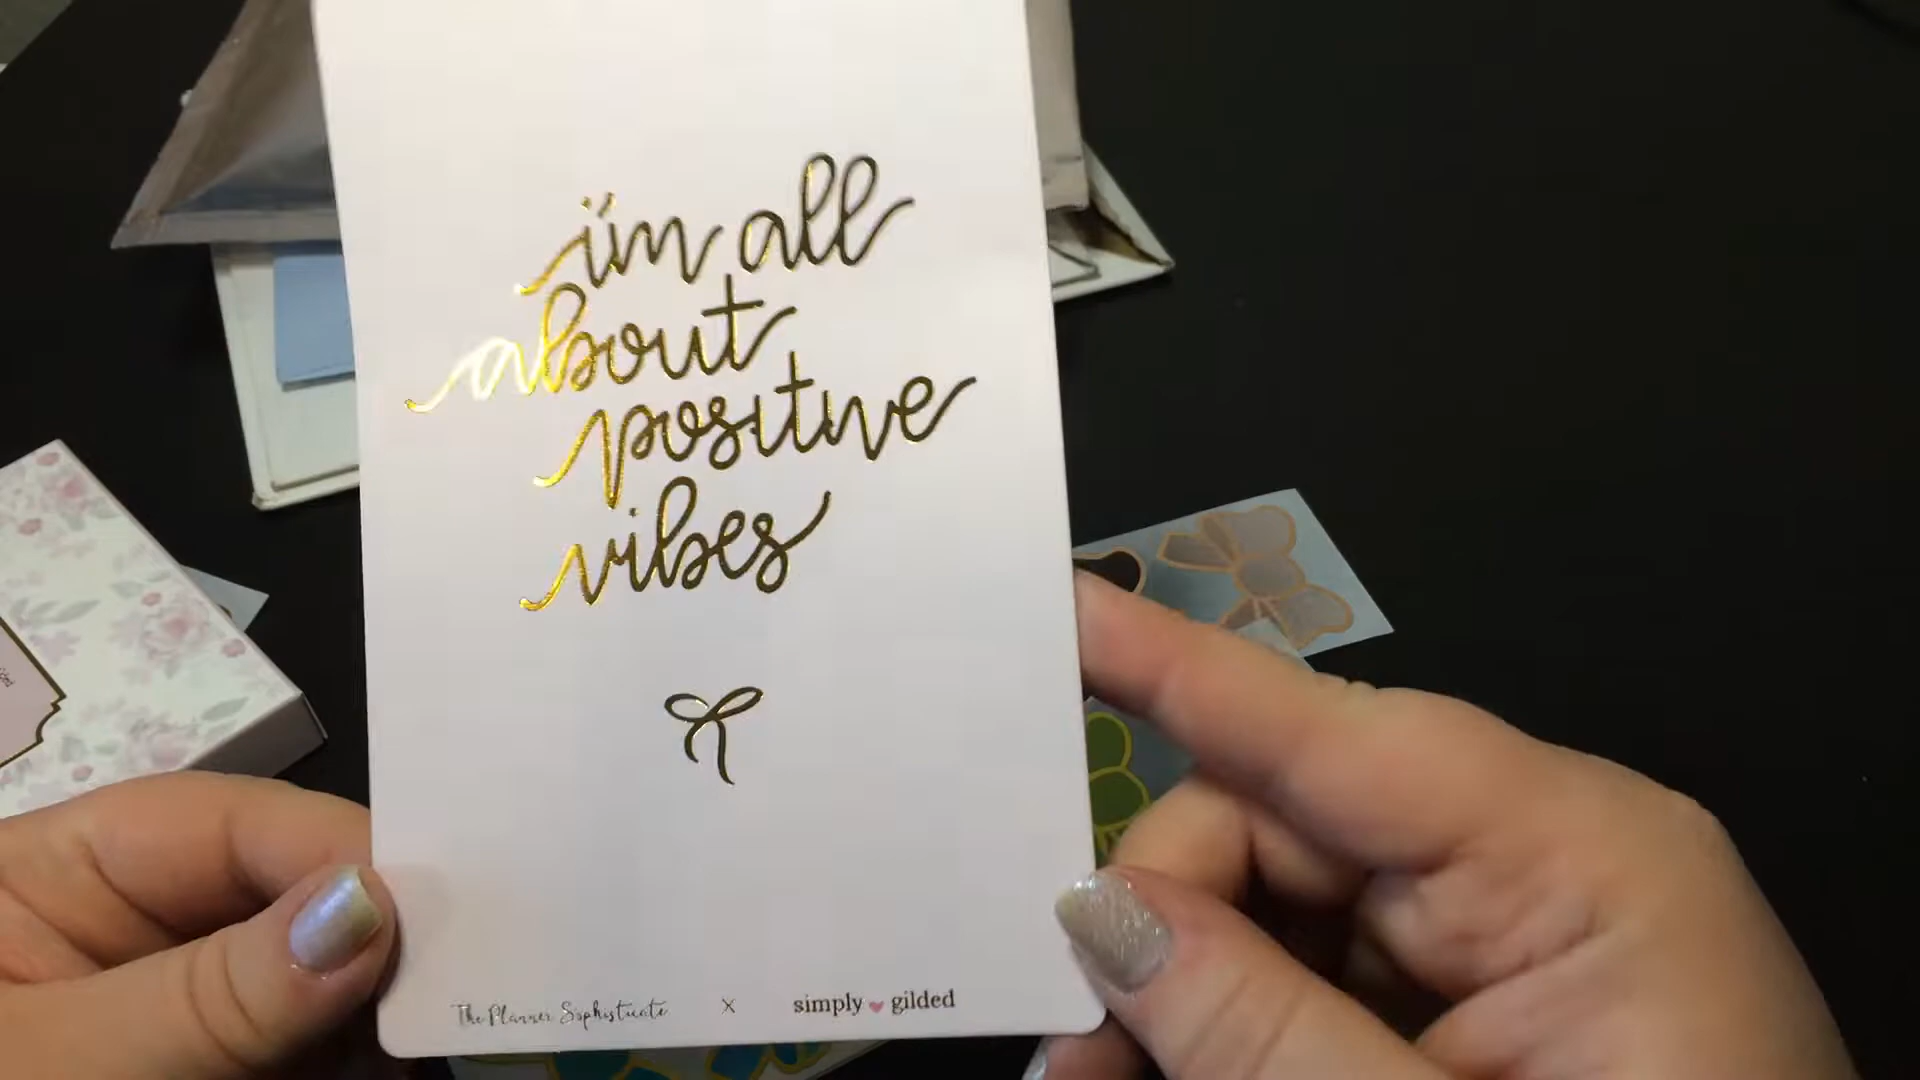 i'm all
about
positive
vibes
The Planner Sophisticate X simply gilded